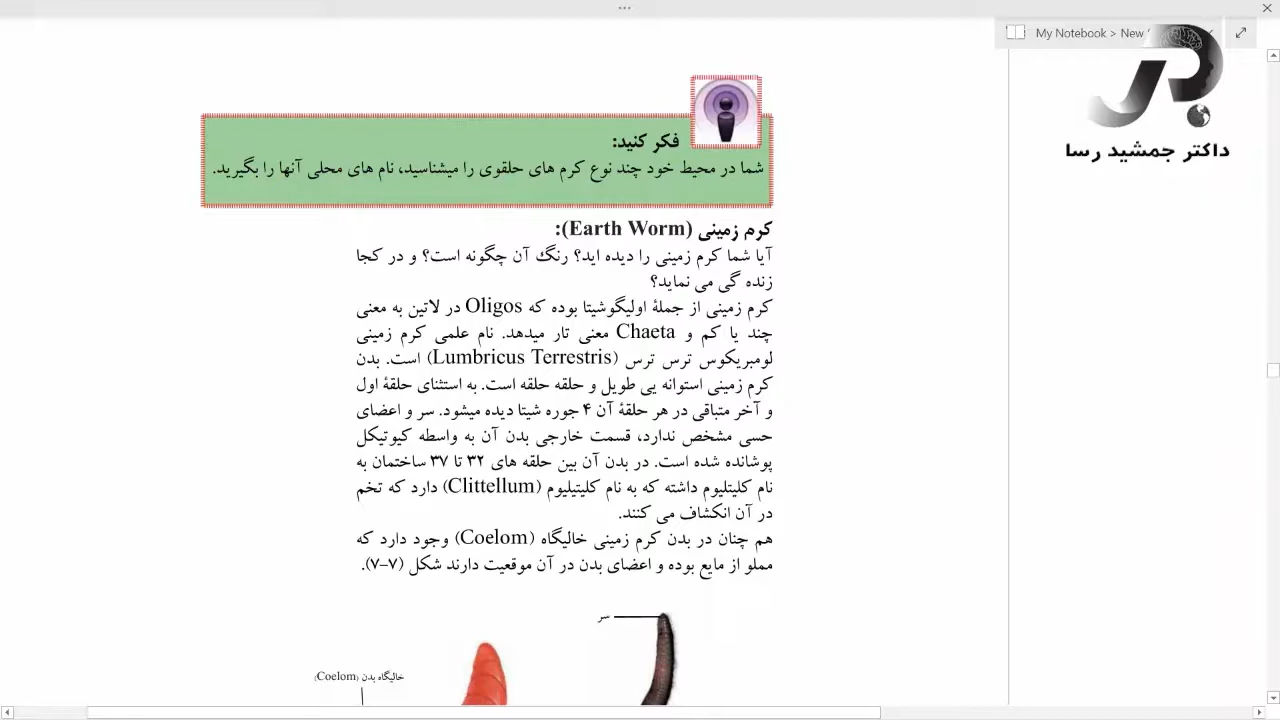 My Notebook > New
داکتر جمشید رسا
فکر کنید:
شما در محیط خود چند نوع کرم های حلقوی را میشناسید، نام های محلی آنها را بگیرید.
کرم زمینی (Earth Worm):
آیا شما کرم زمینی را دیده اید؟ رنگ آن چگونه است؟ و در کجا
زنده گی می نماید؟
کرم زمینی از جملۀ اولیگوشیتا بوده که Oligos در لاتین به معنی
چند یا کم و Chaeta معنی تار میدهد. نام علمی کرم زمینی
لومبریکوس ترس ترس (Lumbricus Terrestris) است. بدن
کرم زمینی استوانه یی طویل و حلقه حلقه است. به استثنای حلقۀ اول
و آخر متباقی در هر حلقۀ آن ۴ جوره شیتا دیده میشود. سر و اعضای
حسی مشخص ندارد، قسمت خارجی بدن آن به واسطه کیوتیکل
پوشانده شده است. در بدن آن بین حلقه های ۳۲ تا ۳۷ ساختمان به
نام کلیتلیوم داشته که به نام کلیتیلیوم (Clittellum) دارد که تخم
در آن انکشاف می کنند.
هم چنان در بدن کرم زمینی خالیگاه (Coelom) وجود دارد که
مملو از مایع بوده و اعضای بدن در آن موقعیت دارند شکل (۷-۷).
سر
خالیگاه بدن (Coelom)